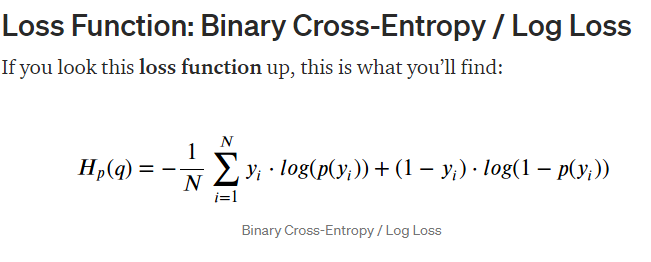 Loss Function: Binary Cross-Entropy / Log Loss
If you look this loss function up, this is what you’ll find:
H_p(q) = -\frac{1}{N} \sum_{i=1}^{N} y_i · log(p(y_i)) + (1 − y_i) · log(1 − p(y_i))
Binary Cross-Entropy / Log Loss